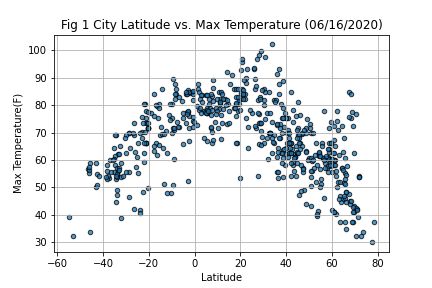 Fig 1 City Latitude vs. Max Temperature (06/16/2020)
100
90
80
70
60
50
40
30
Max Temperature(F)
−60 −40 −20 0 20 40 60 80
Latitude